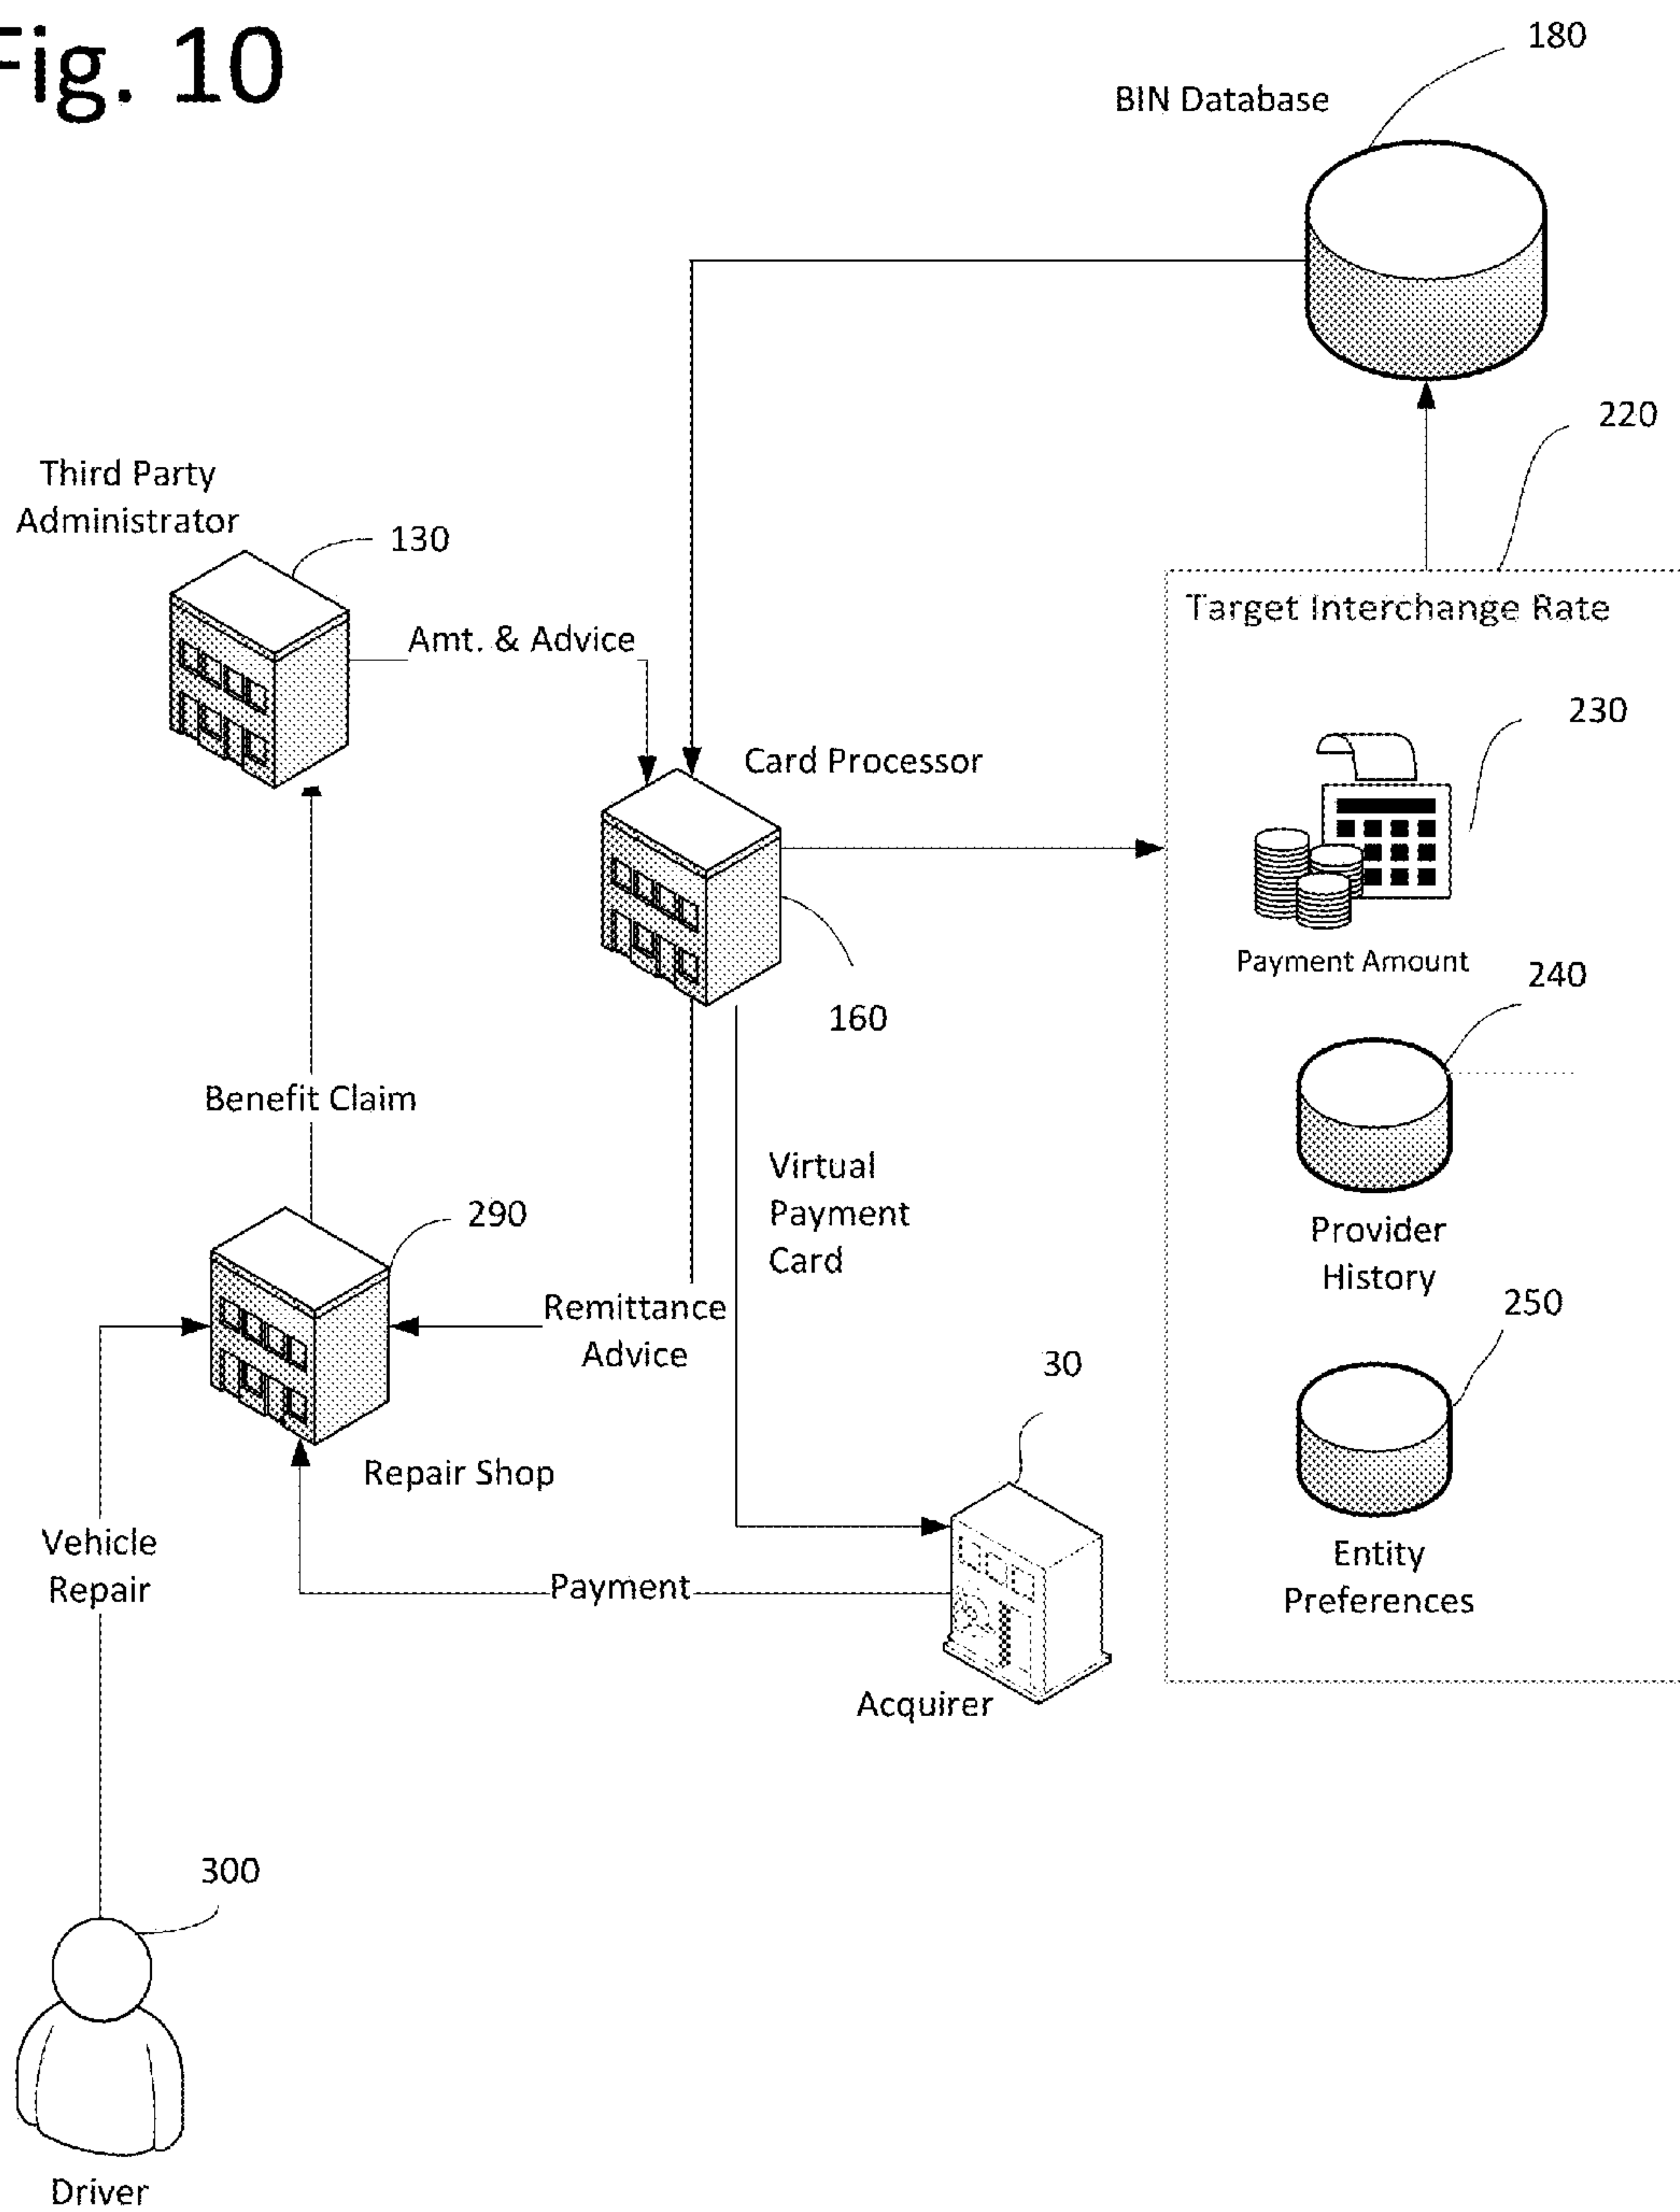 Fig. 10
180
BIN Database
220
Third Party
Administrator
130
Target Interchange Rate
Amt. & Advice
230
Card Processor
Payment Amount
240
160
Benefit Claim
Virtual
Payment
Card
290
Provider
History
250
Remittance
Advice
30
Repair Shop
Vehicle
Repair
Payment
Entity
Preferences
Acquirer
300
Driver